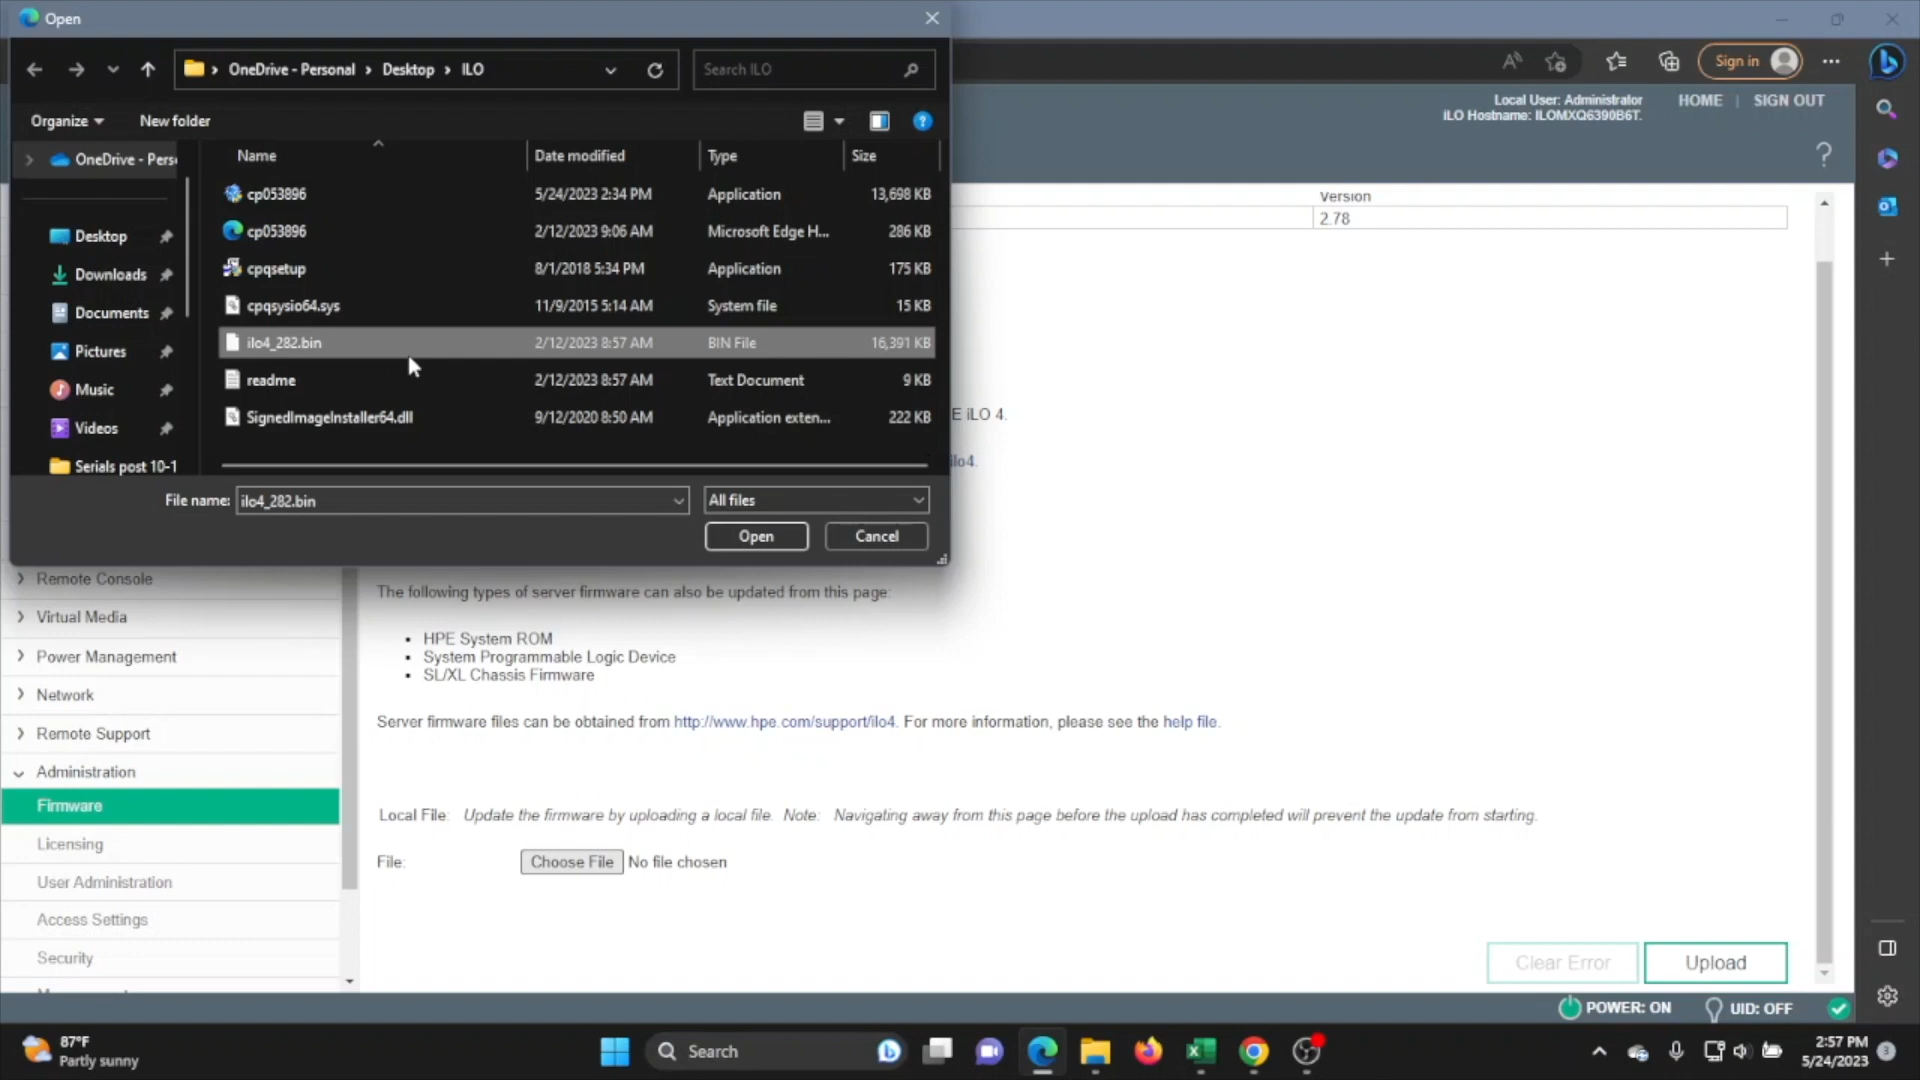 Open
OneDrive - Personal › Desktop › ILO
Search ILO
Organize
New folder
OneDrive - Pers
Desktop
Downloads
Documents
Pictures
Music
Videos
Serials post 10-1
Name Date modified Type Size
cp053896 5/24/2023 2:34 PM Application 13,698 KB
cp053896 2/12/2023 9:06 AM Microsoft Edge H... 286 KB
cpqsetup 8/1/2018 5:34 PM Application 175 KB
cpqsysio64.sys 11/9/2015 5:14 AM System file 15 KB
ilo4_282.bin 2/12/2023 8:57 AM BIN File 16,391 KB
readme 2/12/2023 8:57 AM Text Document 9 KB
SignedImageInstaller64.dll 9/12/2020 8:50 AM Application exten... 222 KB
File name: ilo4_282.bin
All files
Open
Cancel
Sign in
Local User: Administrator
iLO Hostname: ILOMXQ6390B6T.
HOME | SIGN OUT
Version
2.78
E iLO 4.
ilo4.
Remote Console
Virtual Media
Power Management
Network
Remote Support
Administration
Firmware
Licensing
User Administration
Access Settings
Security
The following types of server firmware can also be updated from this page:
• HPE System ROM
• System Programmable Logic Device
• SL/XL Chassis Firmware
Server firmware files can be obtained from http://www.hpe.com/support/ilo4. For more information, please see the help file.
Local File: Update the firmware by uploading a local file. Note: Navigating away from this page before the upload has completed will prevent the update from starting.
File: Choose File No file chosen
Clear Error
Upload
POWER: ON
UID: OFF
87°F
Partly sunny
Search
2:57 PM
5/24/2023
3